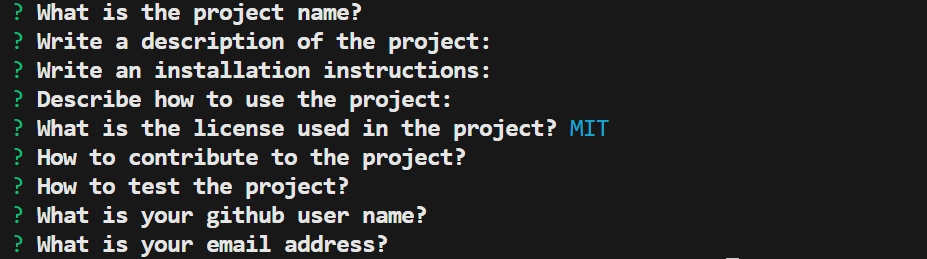 ? What is the project name?
? Write a description of the project:
? Write an installation instructions:
? Describe how to use the project:
? What is the license used in the project? MIT
? How to contribute to the project?
? How to test the project?
? What is your github user name?
? What is your email address?